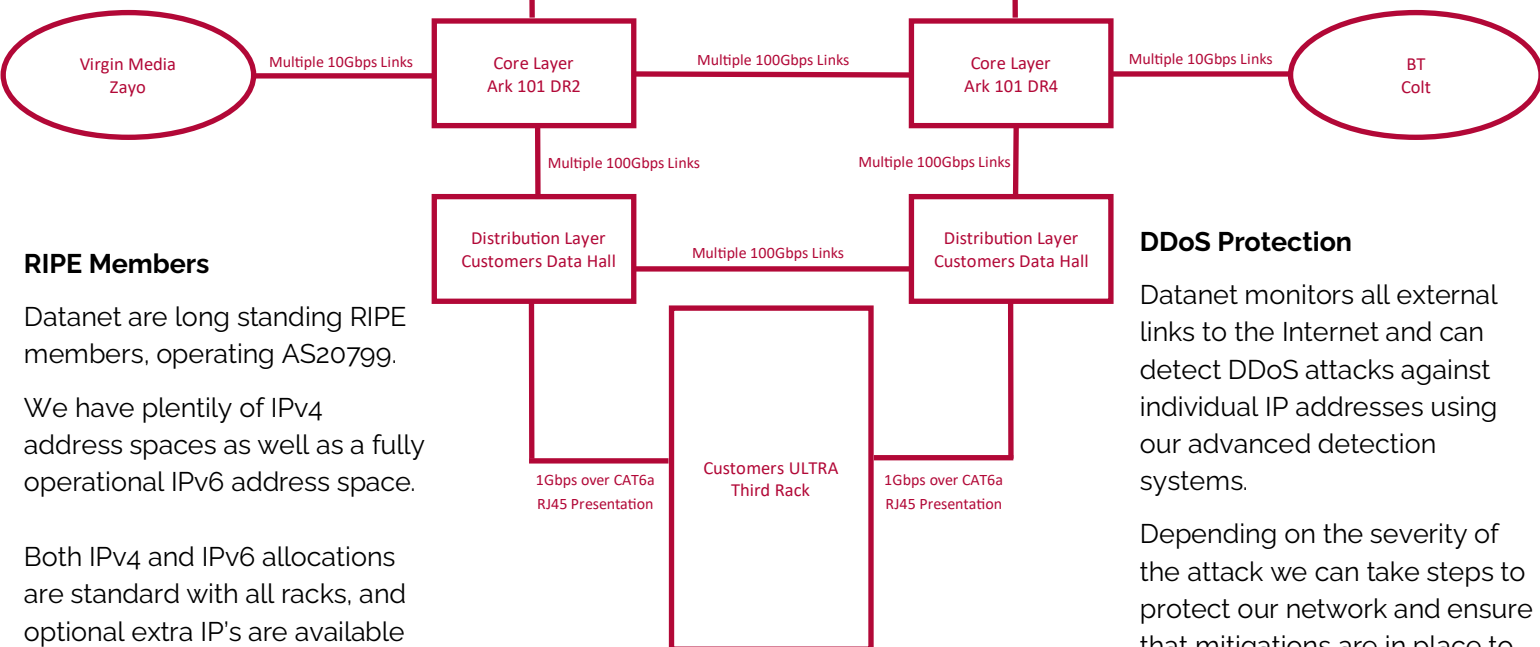 Virgin Media
Zayo
Multiple 10Gbps Links
Core Layer
Ark 101 DR2
Multiple 100Gbps Links
Core Layer
Ark 101 DR4
Multiple 10Gbps Links
BT
Colt
Multiple 100Gbps Links
Multiple 100Gbps Links
Distribution Layer
Customers Data Hall
Multiple 100Gbps Links
Distribution Layer
Customers Data Hall
RIPE Members
Datanet are long standing RIPE
members, operating AS20799.
We have plentily of IPv4
address spaces as well as a fully
operational IPv6 address space.
Both IPv4 and IPv6 allocations
are standard with all racks, and
optional extra IP's are available
1Gbps over CAT6a
RJ45 Presentation
Customers ULTRA
Third Rack
1Gbps over CAT6a
RJ45 Presentation
DDoS Protection
Datanet monitors all external
links to the Internet and can
detect DDoS attacks against
individual IP addresses using
our advanced detection
systems.
Depending on the severity of
the attack we can take steps to
protect our network and ensure
that mitigations are in place to